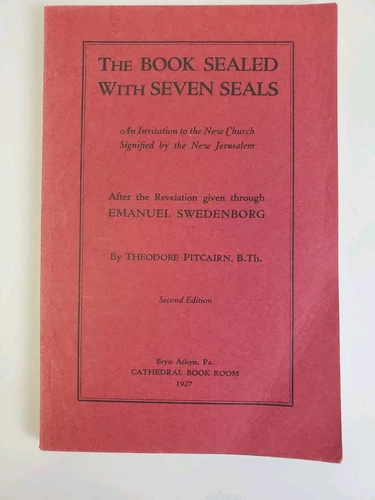 THE BOOK SEALED
WITH SEVEN SEALS
An Invitation to the New Church
Signified by the New Jerusalem
After the Revelation given through
EMANUEL SWEDENBORG
By THEODORE PITCAIRN, B.Th.
Second Edition
Bryn Athyn, Pa.
CATHEDRAL BOOK ROOM
1927